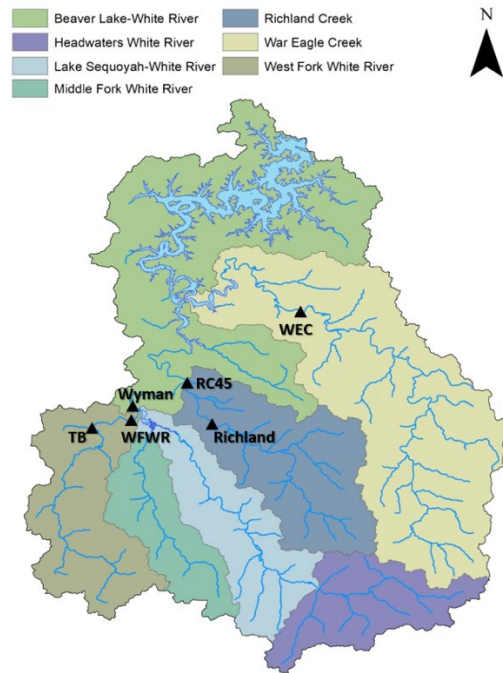 Beaver Lake-White River
Headwaters White River
Lake Sequoyah-White River
Middle Fork White River
Richland Creek
War Eagle Creek
West Fork White River
N
WEC
RC45
Wyman
TB
WFWR
Richland